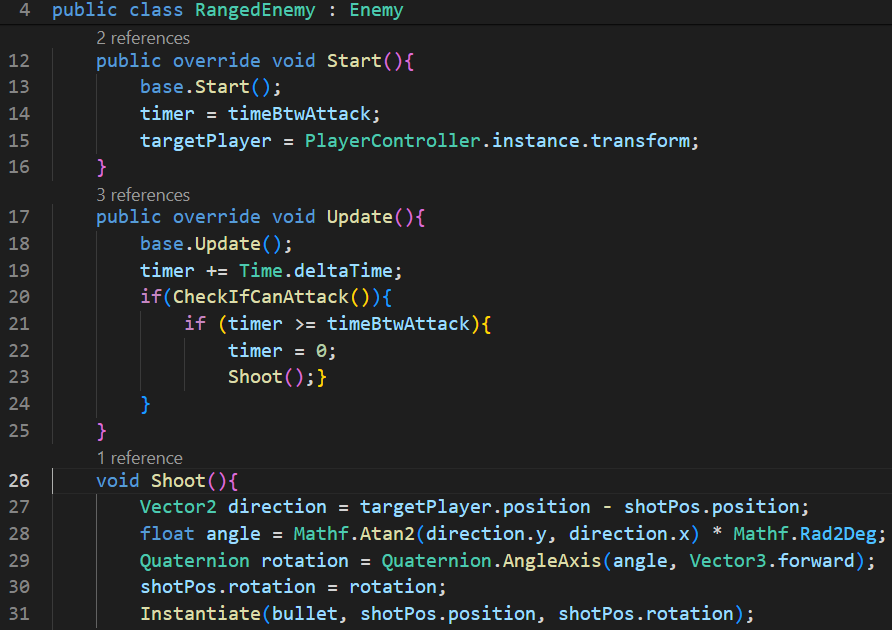 4 public class RangedEnemy : Enemy
2 references
12 public override void Start(){
13 base.Start();
14 timer = timeBtwAttack;
15 targetPlayer = PlayerController.instance.transform;
16 }
3 references
17 public override void Update(){
18 base.Update();
19 timer += Time.deltaTime;
20 if(CheckIfCanAttack()){
21 if (timer >= timeBtwAttack){
22 timer = 0;
23 Shoot();}
24 }
25 }
1 reference
26 void Shoot(){
27 Vector2 direction = targetPlayer.position - shotPos.position;
28 float angle = Mathf.Atan2(direction.y, direction.x) * Mathf.Rad2Deg;
29 Quaternion rotation = Quaternion.AngleAxis(angle, Vector3.forward);
30 shotPos.rotation = rotation;
31 Instantiate(bullet, shotPos.position, shotPos.rotation);